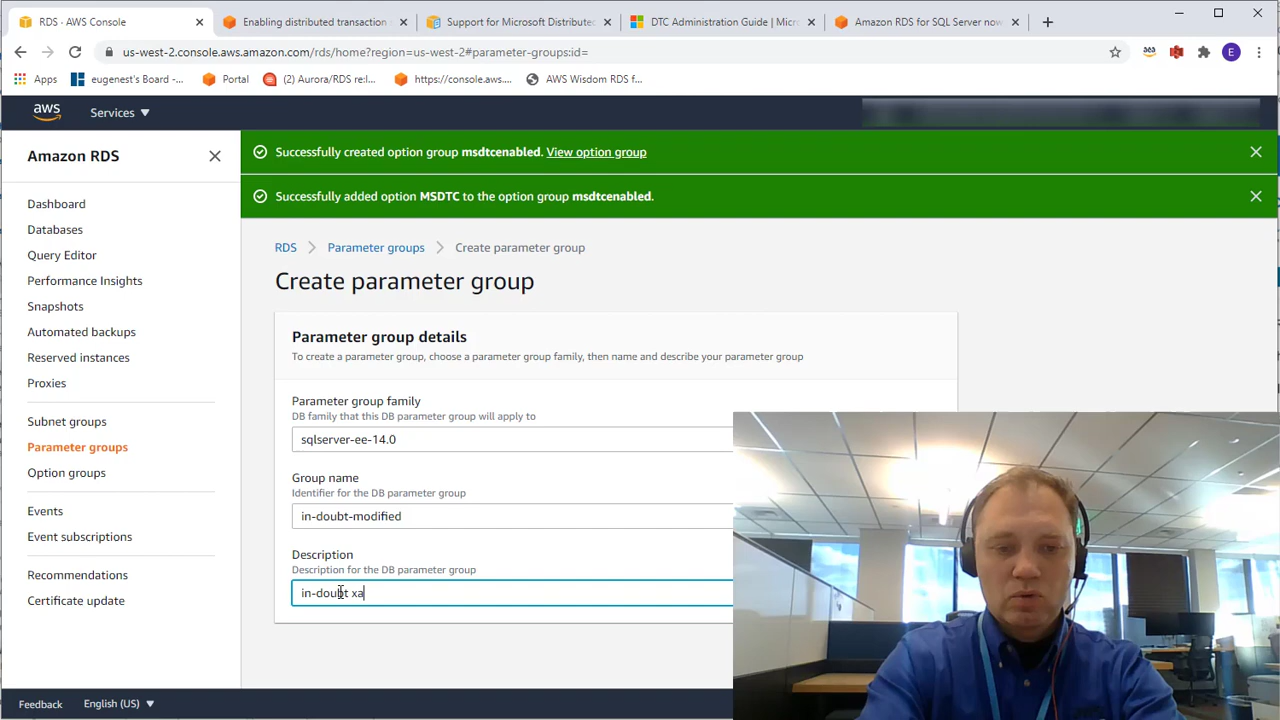 RDS - AWS Console
Enabling distributed transaction
Support for Microsoft Distribute
DTC Administration Guide | Micr
Amazon RDS for SQL Server now
us-west-2.console.aws.amazon.com/rds/home?region=us-west-2#parameter-groups:id=
E
Apps
eugenest's Board -...
Portal
(2) Aurora/RDS re:I...
https://console.aws....
AWS Wisdom RDS f...
aws
Services
Amazon RDS
Dashboard
Databases
Query Editor
Performance Insights
Snapshots
Automated backups
Reserved instances
Proxies
Subnet groups
Parameter groups
Option groups
Events
Event subscriptions
Recommendations
Certificate update
Successfully created option group msdtcenabled. View option group
Successfully added option MSDTC to the option group msdtcenabled.
RDS > Parameter groups > Create parameter group
Create parameter group
Parameter group details
To create a parameter group, choose a parameter group family, then name and describe your parameter group
Parameter group family
DB family that this DB parameter group will apply to
sqlserver-ee-14.0
Group name
Identifier for the DB parameter group
in-doubt-modified
Description
Description for the DB parameter group
in-doubt xa
Feedback
English (US)